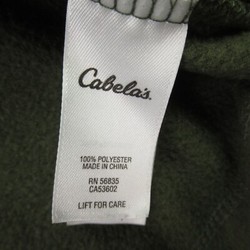 Cabela's.
100% POLYESTER
MADE IN CHINA
RN 56835
CA53602
LIFT FOR CARE